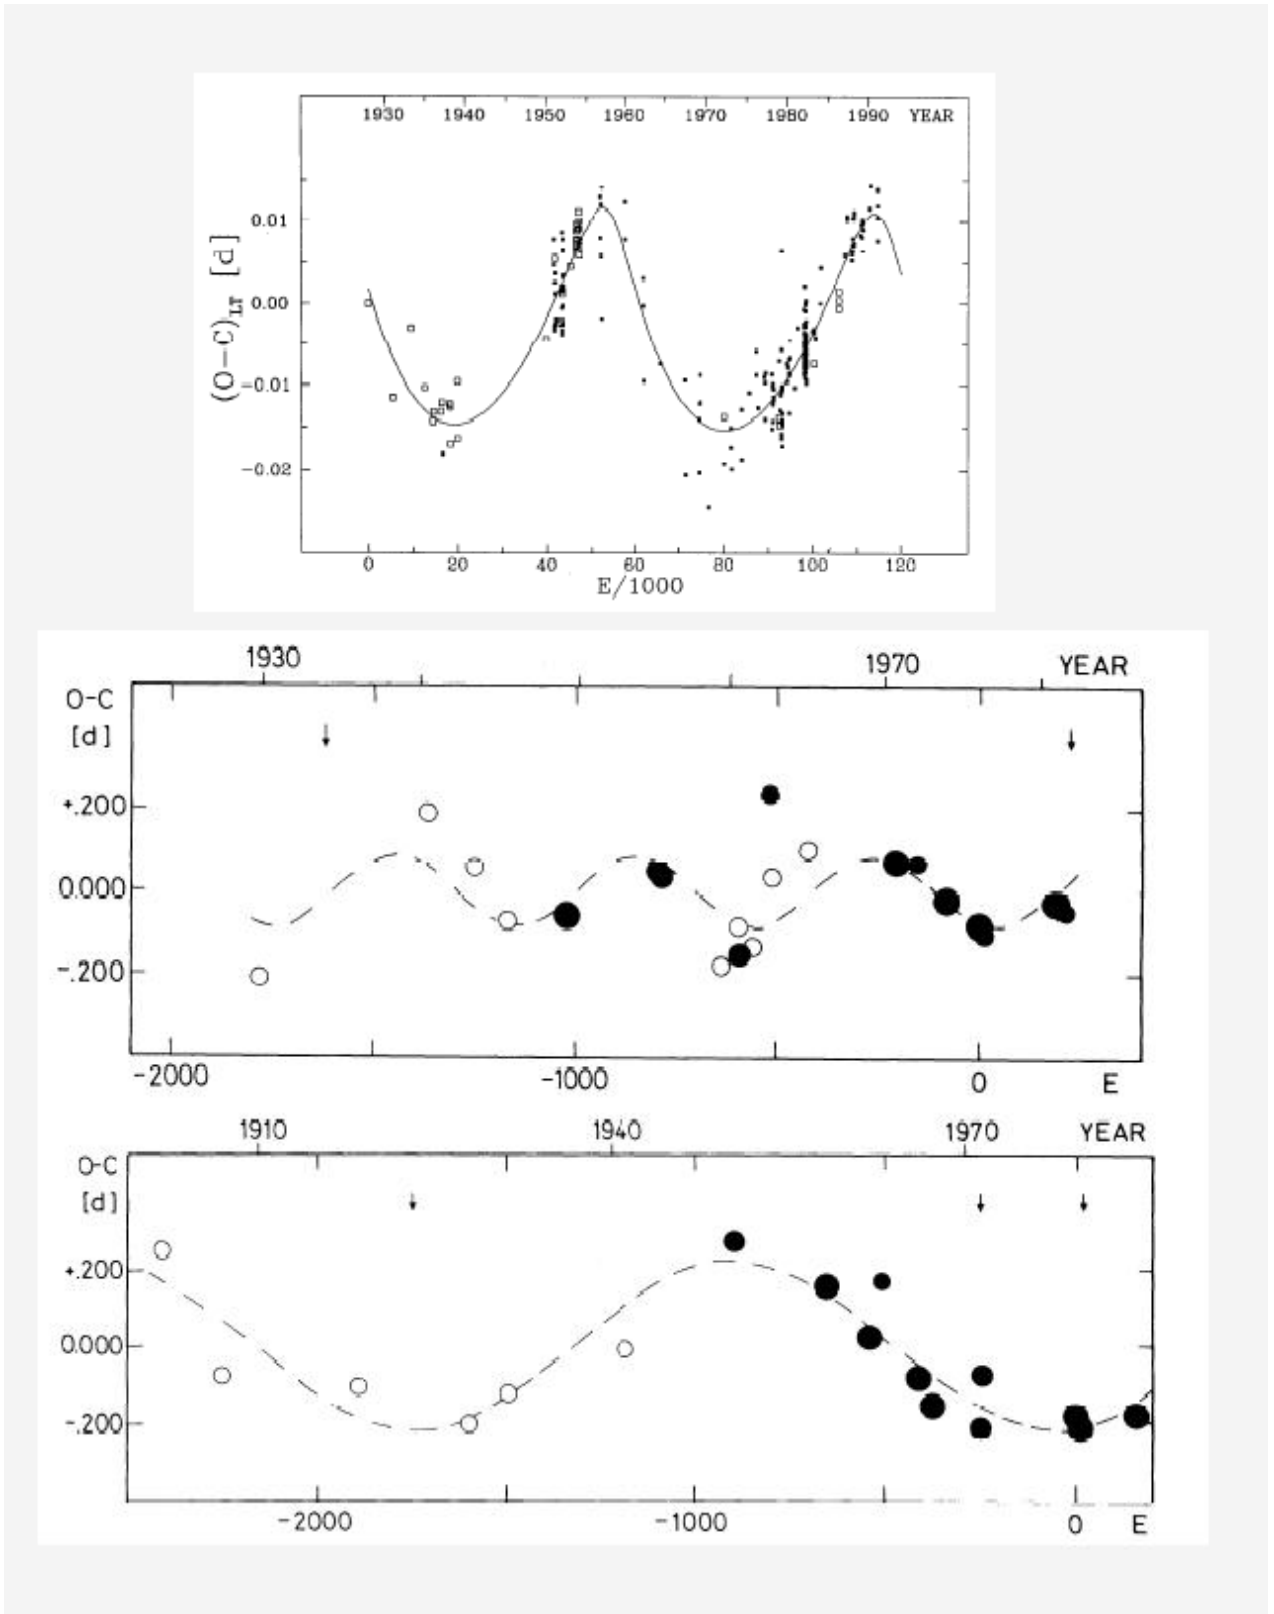 1930 1940 1950 1960 1970 1980 1990 YEAR
0.01
0.00
−0.01
−0.02
(O−C)LT [d]
0 20 40 60 80 100 120
E/1000
1930 1970 YEAR
O-C
[d]
+.200
0.000
-.200
-2000 -1000 0 E
1910 1940 1970 YEAR
O-C
[d]
+.200
0.000
-.200
-2000 -1000 0 E